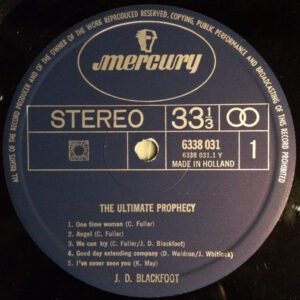 ALL RIGHTS OF THE RECORD PRODUCER AND OF THE OWNER OF THE WORK REPRODUCED RESERVED. COPYING, PUBLIC PERFORMANCE AND BROADCASTING OF THIS RECORD PROHIBITED
mercury
STEREO 33 1/3
6338 031
6338 031.1 Y
MADE IN HOLLAND
1
THE ULTIMATE PROPHECY
1. One time woman (C. Fuller)
2. Angel (C. Fuller)
3. We can try (C. Fuller/J. D. Blackfoot)
4. Good day extending company (D. Waldron/J. Whitlock)
5. I've never seen you (K. May)
J. D. BLACKFOOT